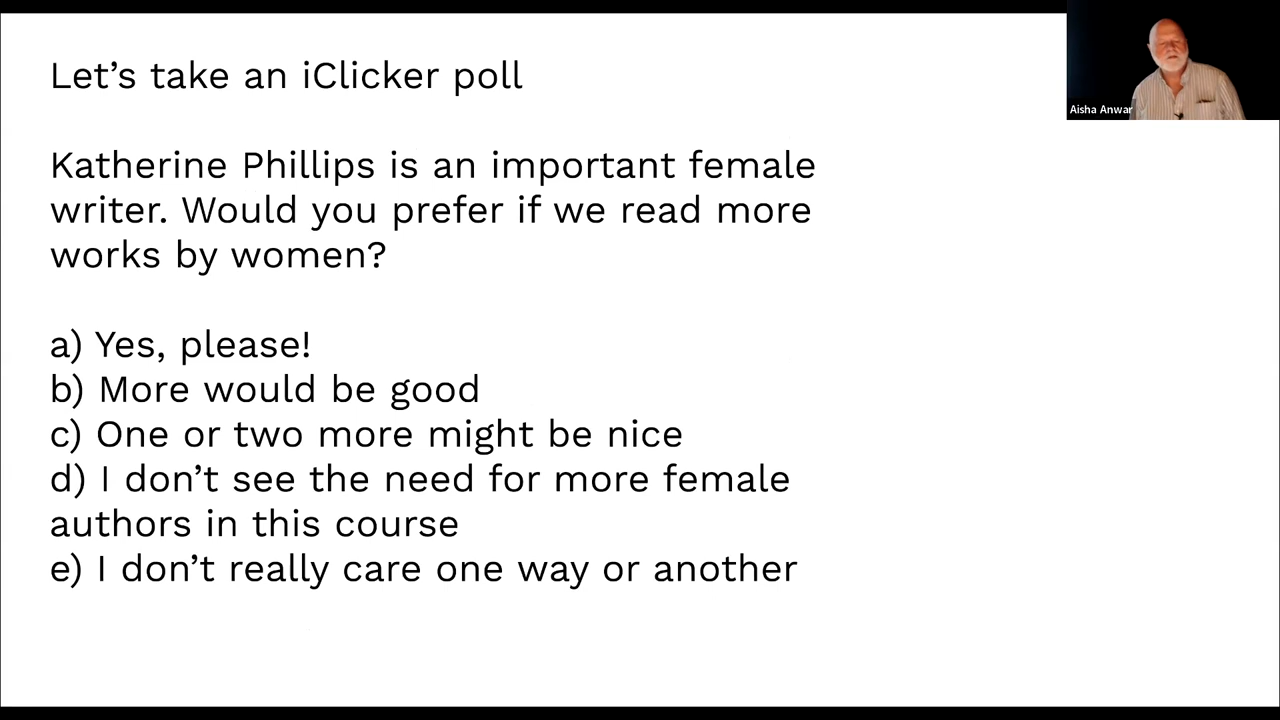 Let’s take an iClicker poll
Katherine Phillips is an important female
writer. Would you prefer if we read more
works by women?
a) Yes, please!
b) More would be good
c) One or two more might be nice
d) I don’t see the need for more female
authors in this course
e) I don’t really care one way or another
Aisha Anwar